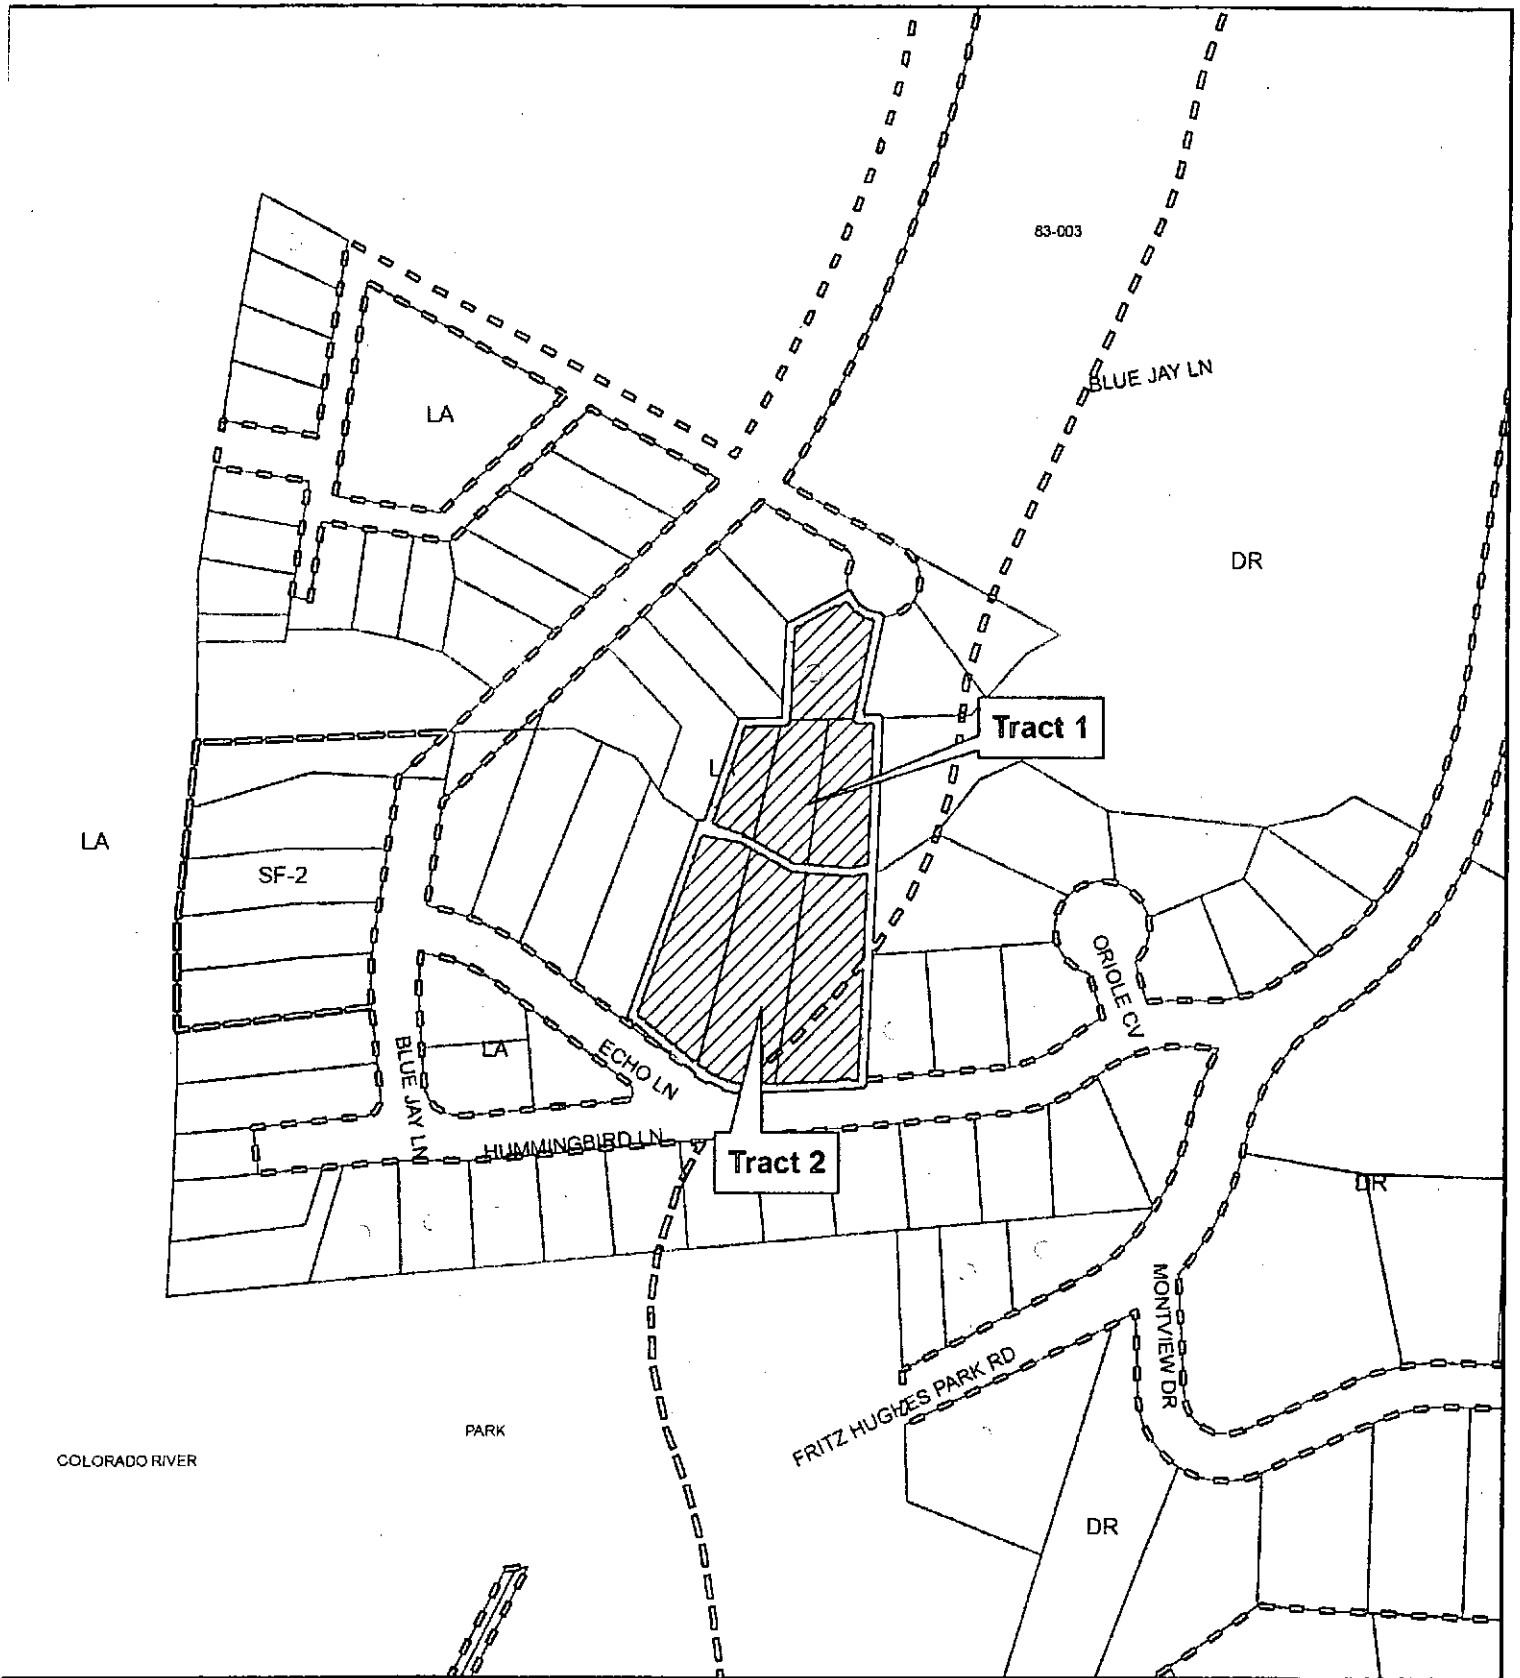 83-003
BLUE JAY LN
LA
DR
Tract 1
LA
SF-2
ORIOLE CV
LA
ECHO LN
BLUE JAY LN
HUMMINGBIRD LN
Tract 2
DR
MONTVIEW DR
FRITZ HUGHES PARK RD
PARK
COLORADO RIVER
DR